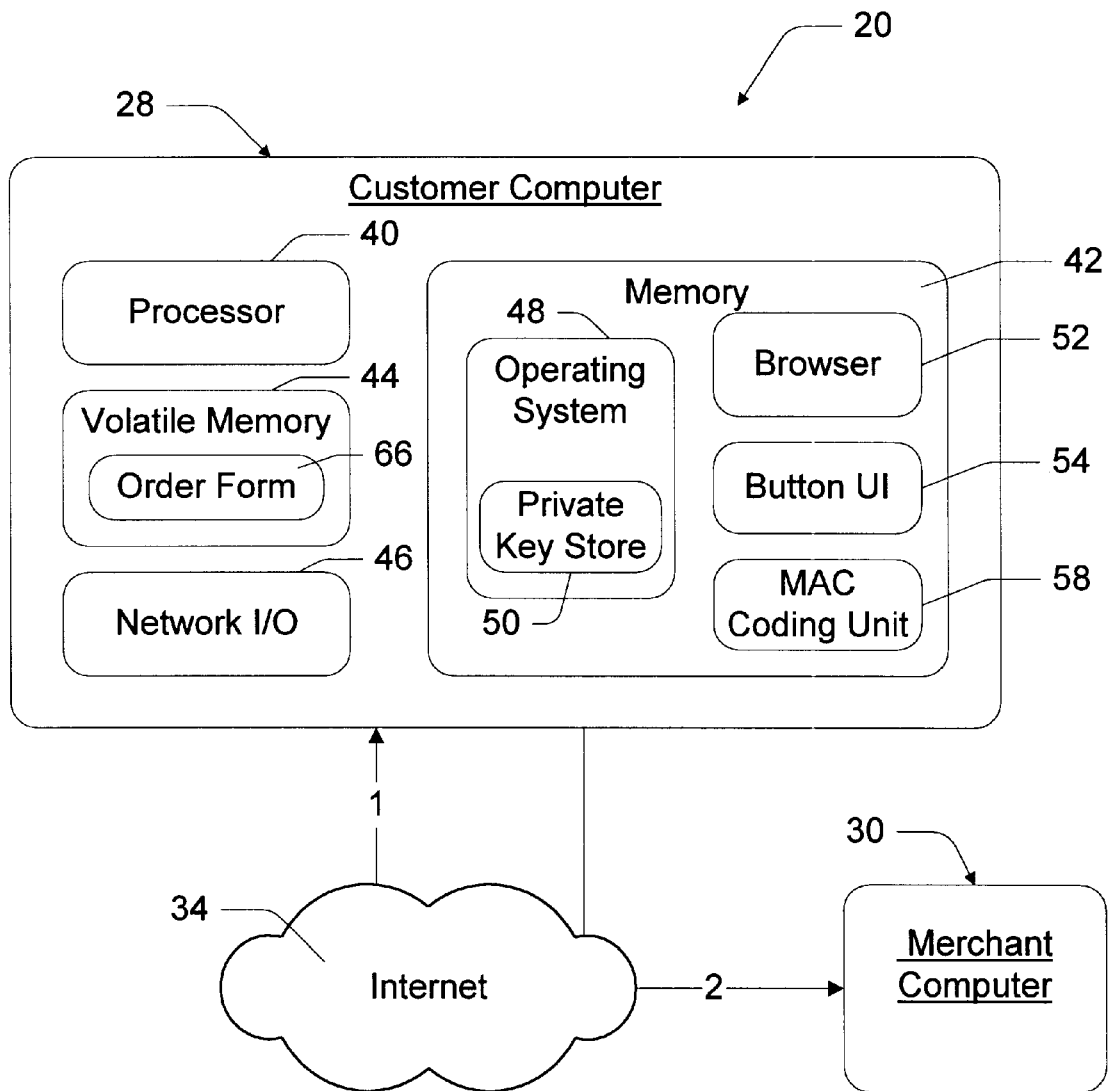 20
28
Customer Computer
40
Processor
44
Volatile Memory
66
Order Form
46
Network I/O
42
Memory
48
Operating
System
Private
Key Store
50
52
Browser
54
Button UI
58
MAC
Coding Unit
1
34
Internet
2
30
Merchant
Computer